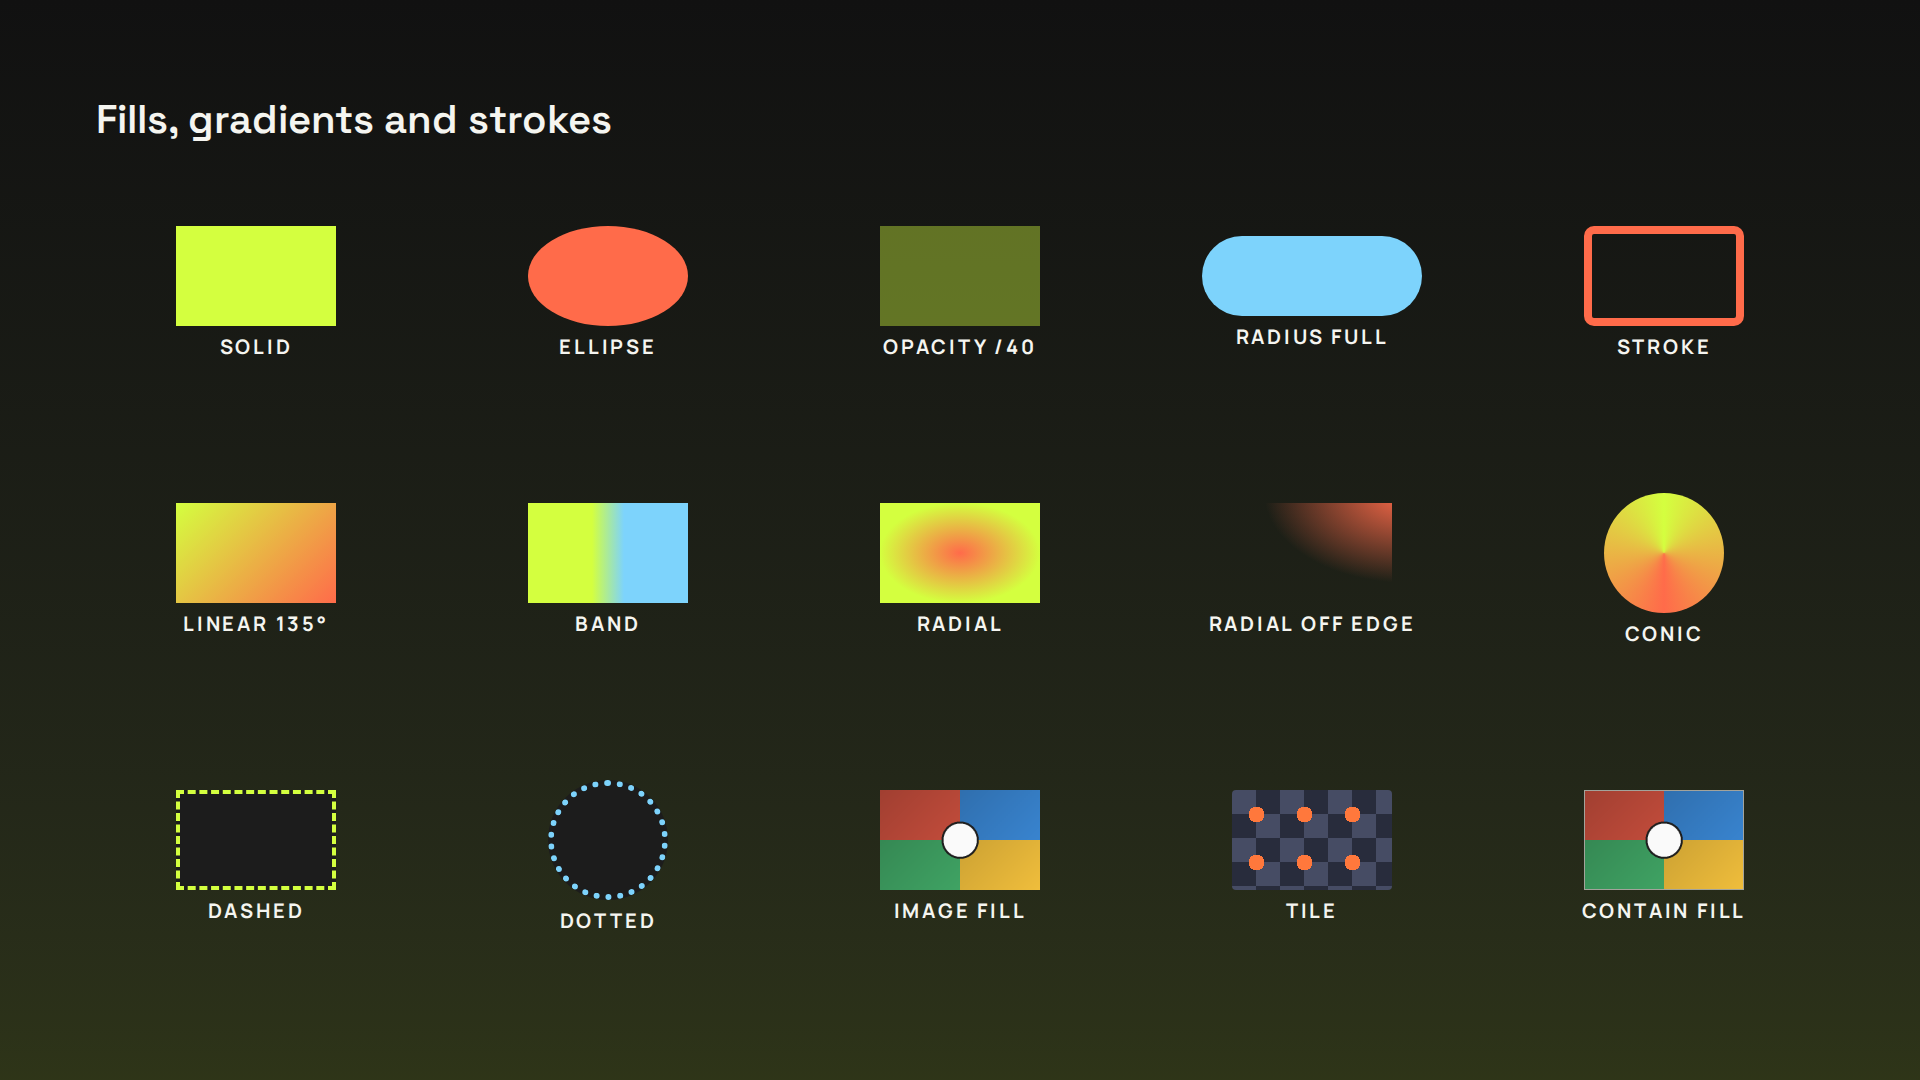 Fills, gradients and strokes
SOLID
ELLIPSE
OPACITY /40
RADIUS FULL
STROKE
LINEAR 135°
BAND
RADIAL
RADIAL OFF EDGE
CONIC
DASHED
DOTTED
IMAGE FILL
TILE
CONTAIN FILL